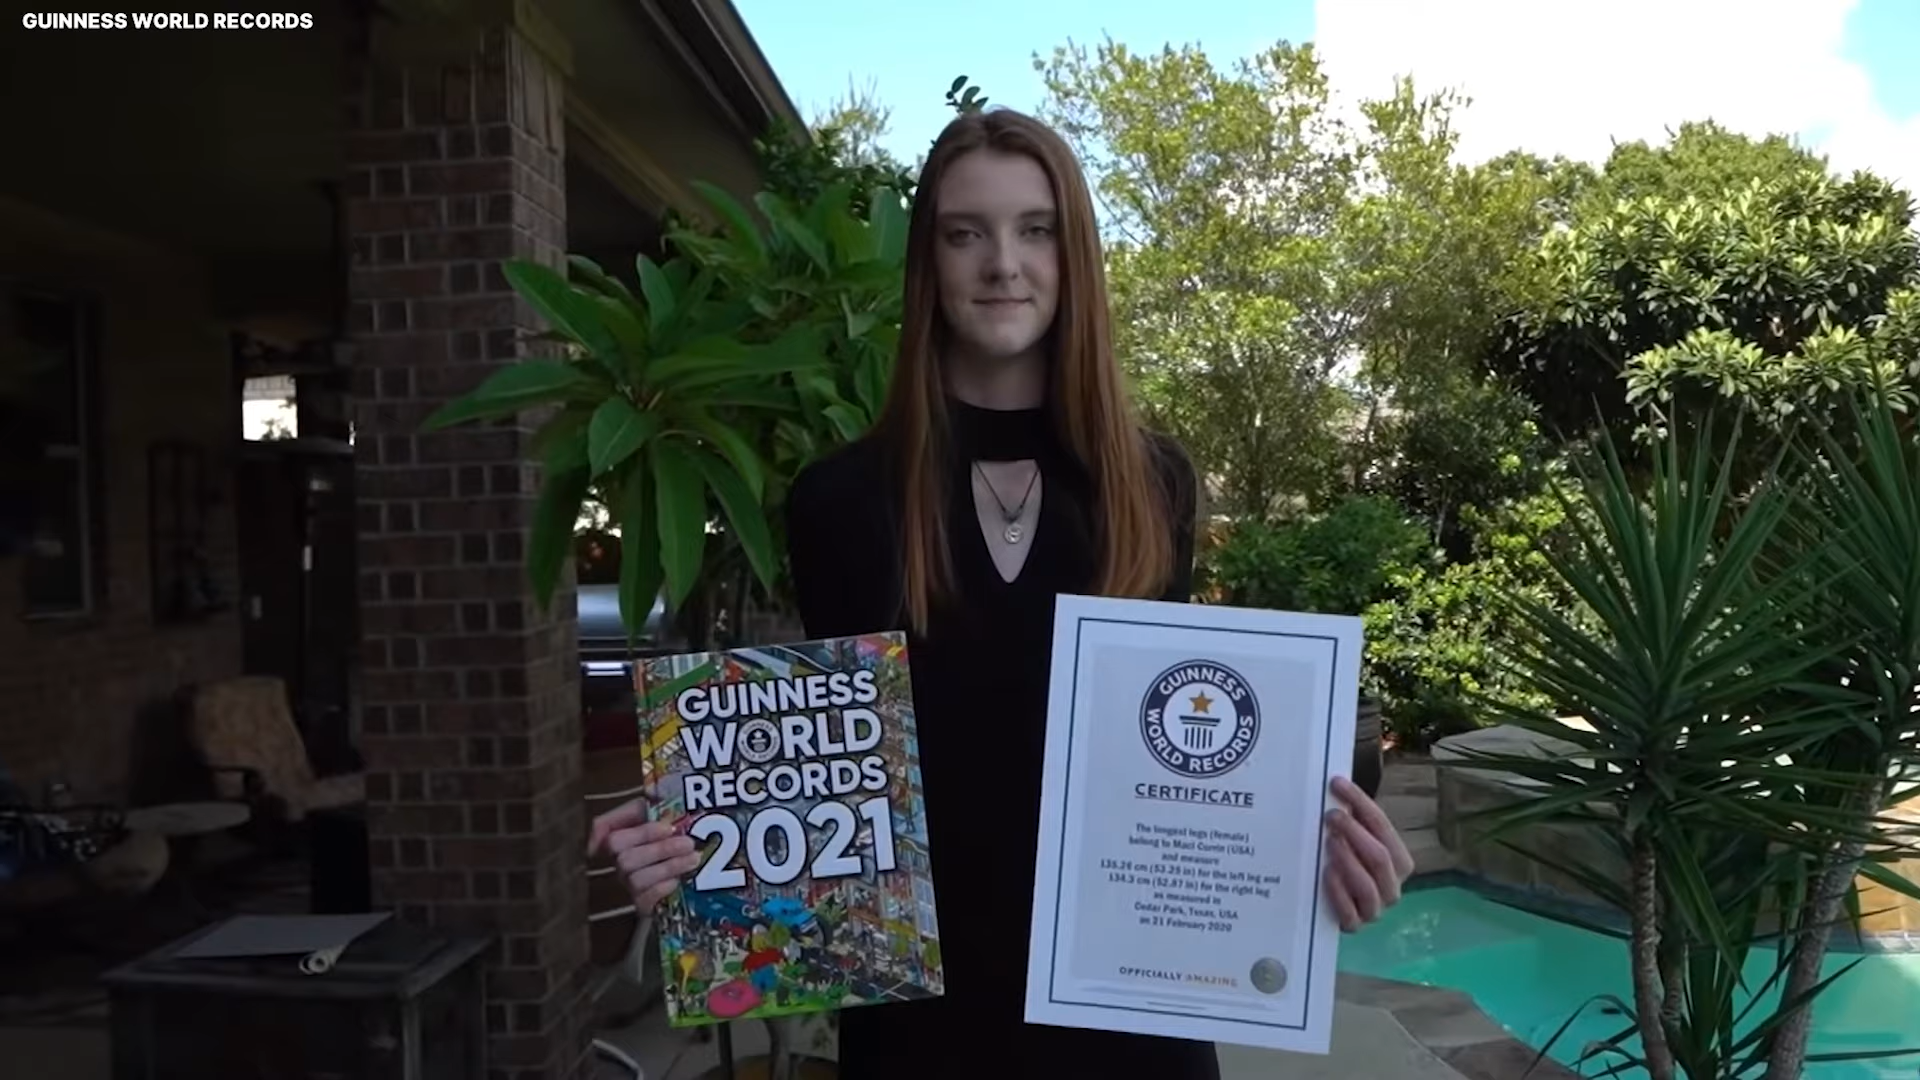 GUINNESS WORLD RECORDS
GUINNESS
WORLD
RECORDS
2021
GUINNESS
WORLD RECORDS
CERTIFICATE
The longest legs (female)
belong to Maci Currin (USA)
and measure
135.26 cm (53.25 in) for the left leg and
134.3 cm (52.87 in) for the right leg
as measured in
Cedar Park, Texas, USA
on 21 February 2020
OFFICIALLY AMAZING